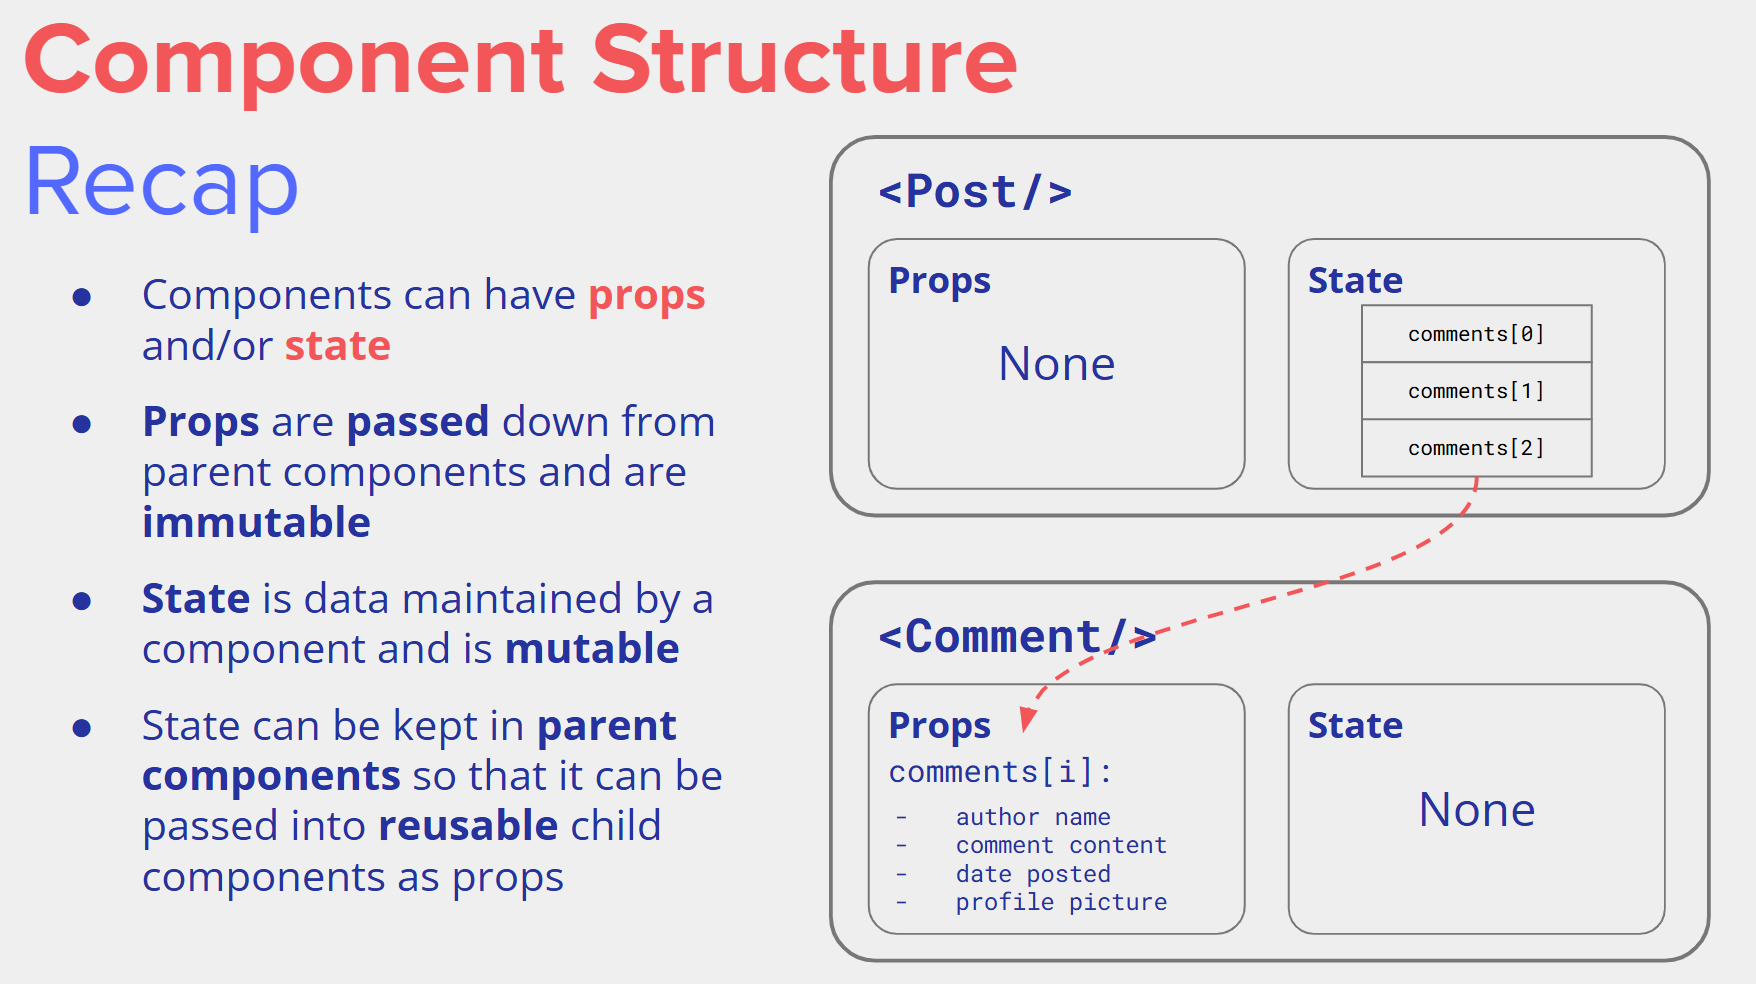 Component Structure
Recap
● Components can have props
and/or state
● Props are passed down from
parent components and are
immutable
● State is data maintained by a
component and is mutable
● State can be kept in parent
components so that it can be
passed into reusable child
components as props
<Post/>
Props
None
State
comments[0]
comments[1]
comments[2]
<Comment/>
Props
comments[i]:
- author name
- comment content
- date posted
- profile picture
State
None